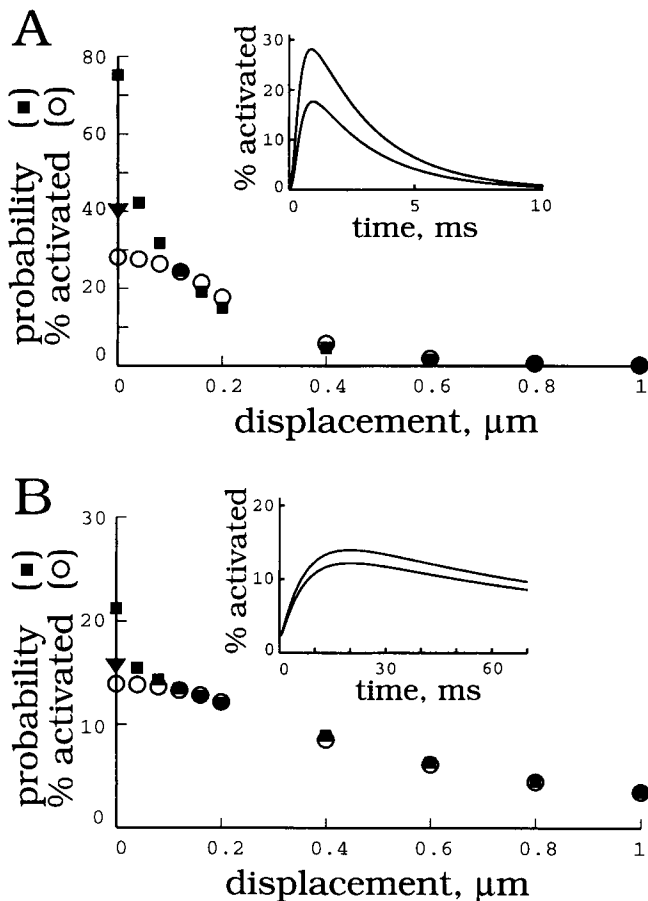 A
probability (■)
% activated (○)
80
60
40
20
0
0 0.2 0.4 0.6 0.8 1
displacement, μm
% activated
30
20
10
0
0 5 10
time, ms
B
probability (■)
% activated (○)
30
20
10
0
0 0.2 0.4 0.6 0.8 1
displacement, μm
% activated
20
10
0
0 30 60
time, ms